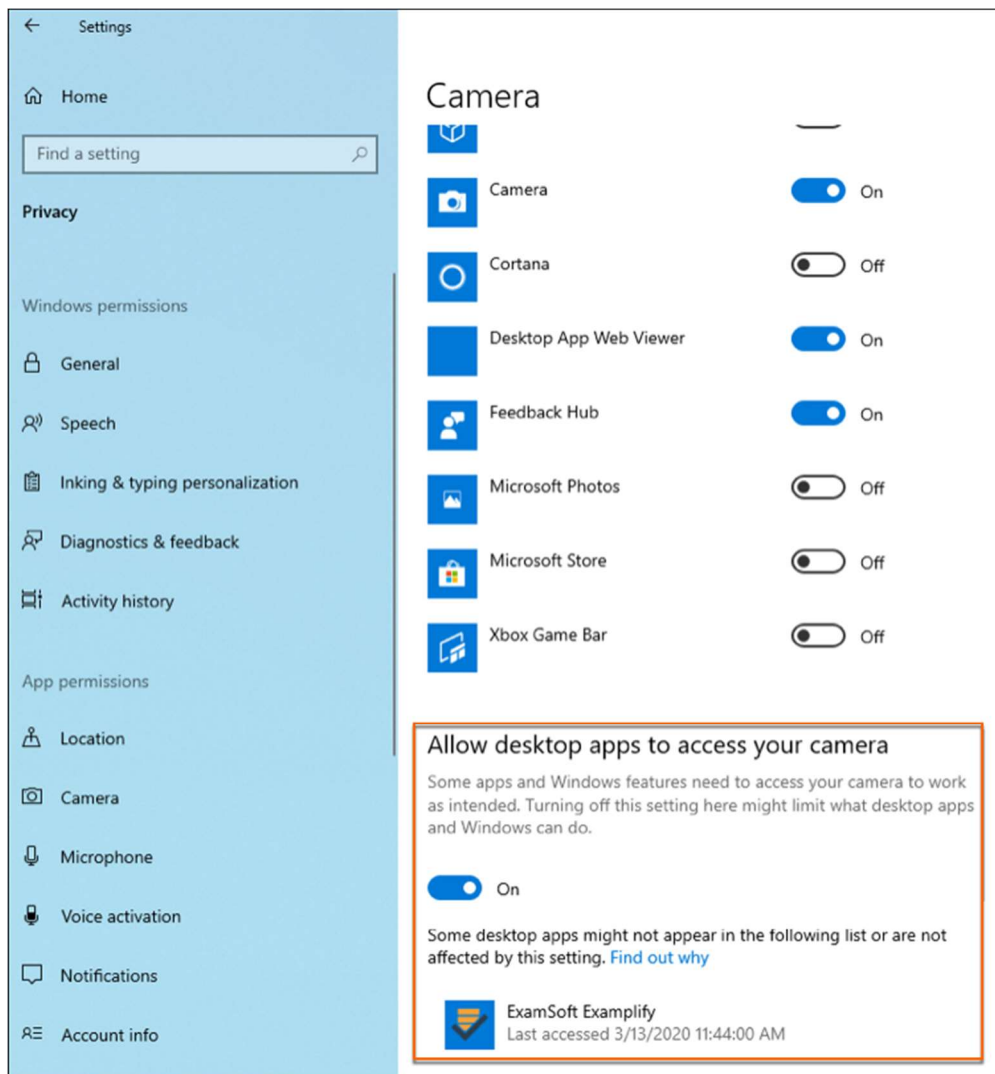 Settings
Home
Find a setting
Privacy
Windows permissions
General
Speech
Inking & typing personalization
Diagnostics & feedback
Activity history
App permissions
Location
Camera
Microphone
Voice activation
Notifications
Account info
Camera
Camera On
Cortana Off
Desktop App Web Viewer On
Feedback Hub On
Microsoft Photos Off
Microsoft Store Off
Xbox Game Bar Off
Allow desktop apps to access your camera
Some apps and Windows features need to access your camera to work
as intended. Turning off this setting here might limit what desktop apps
and Windows can do.
On
Some desktop apps might not appear in the following list or are not
affected by this setting. Find out why
ExamSoft Examplify
Last accessed 3/13/2020 11:44:00 AM